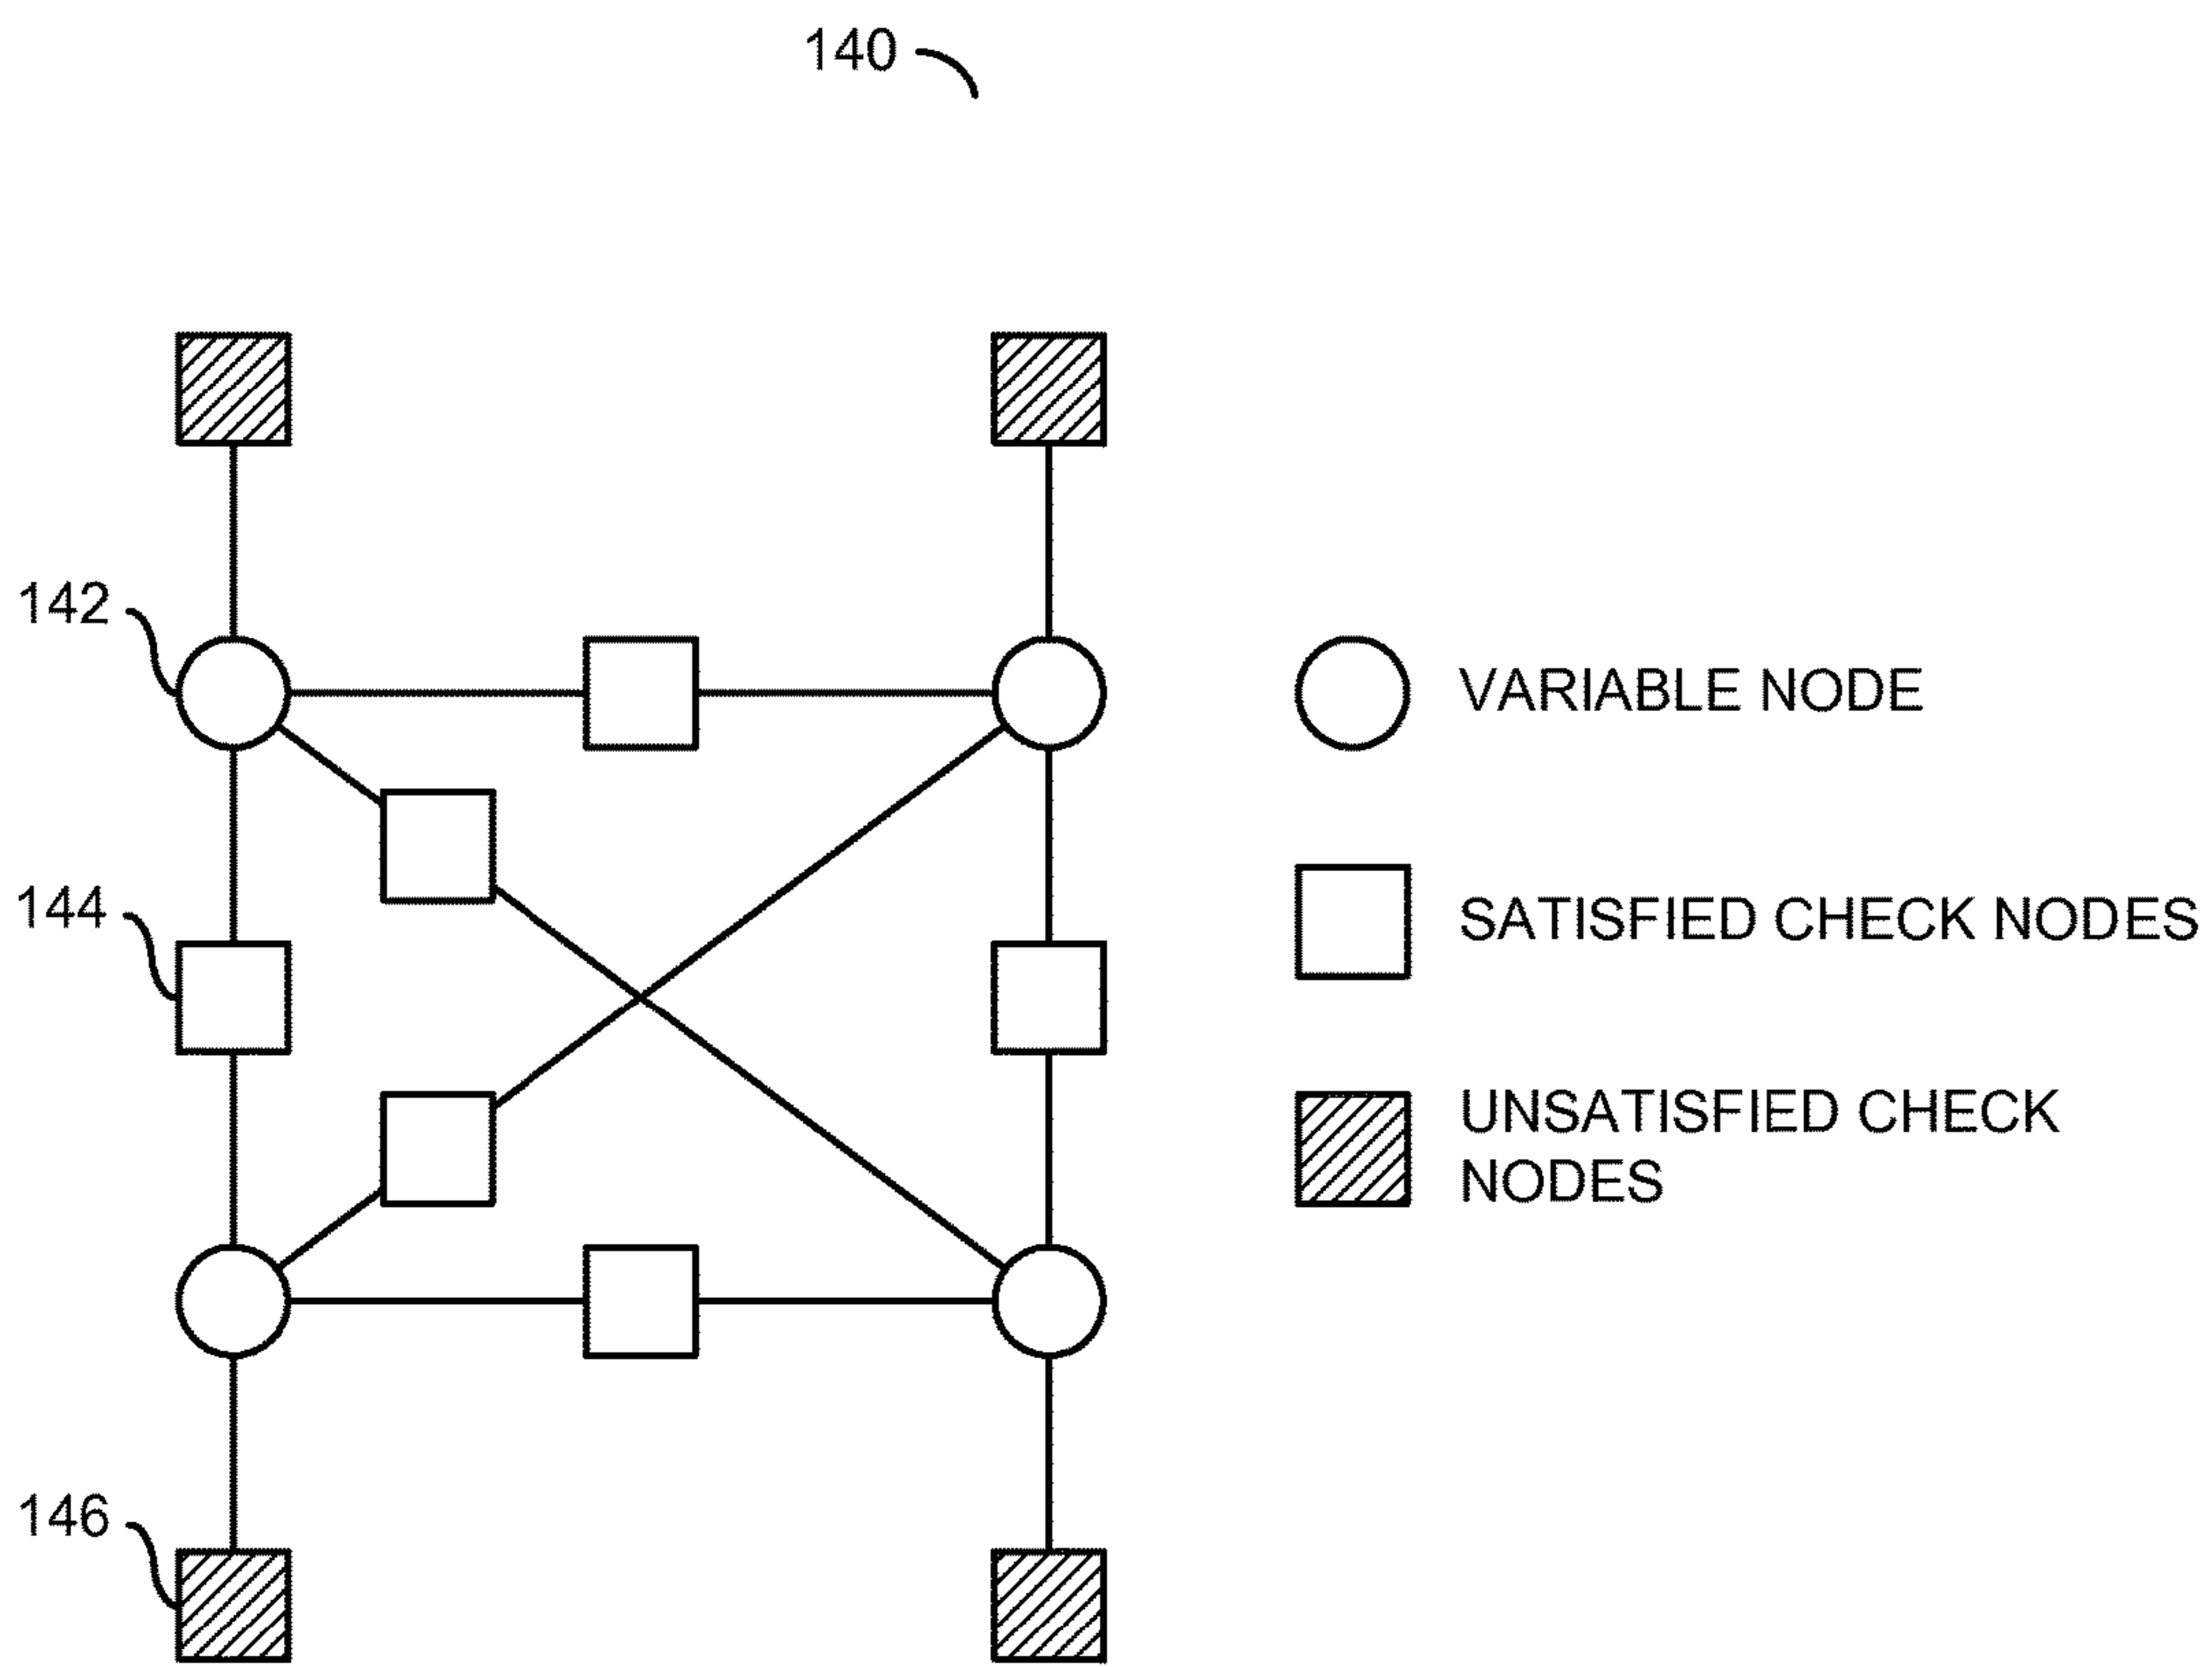 140
142
VARIABLE NODE
144
SATISFIED CHECK NODES
UNSATISFIED CHECK
NODES
146